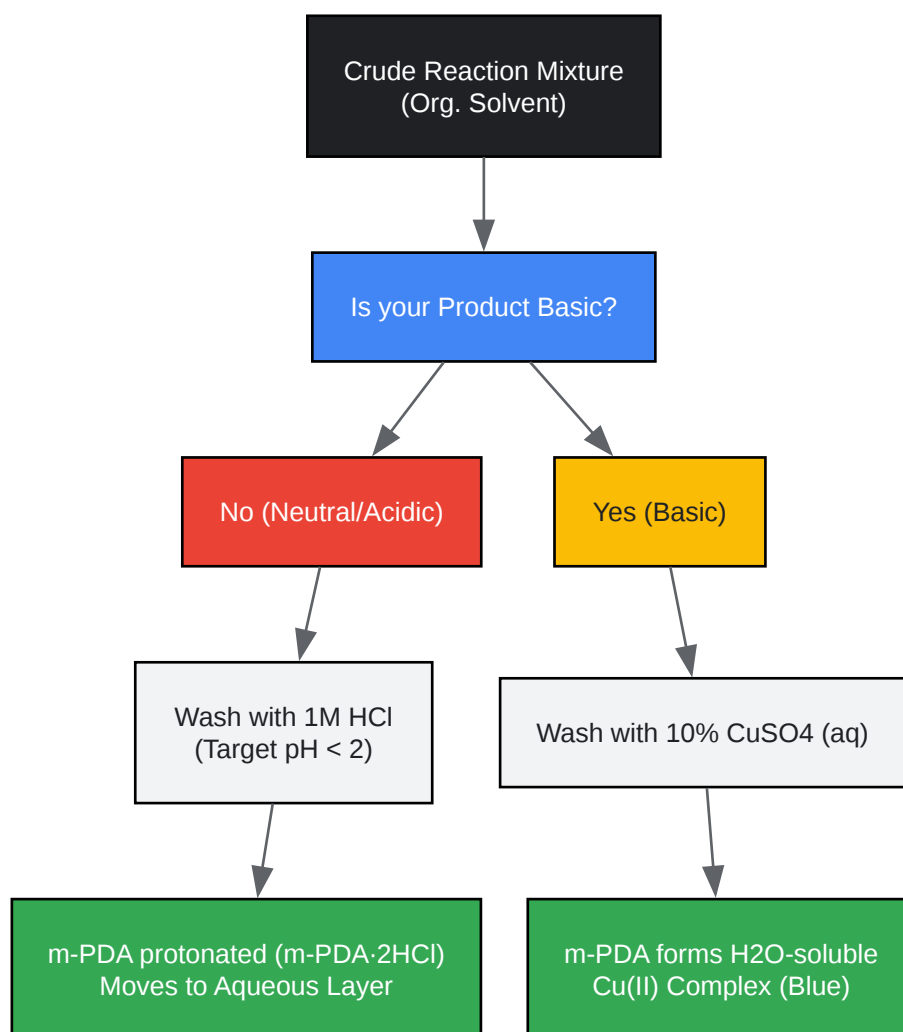 Crude Reaction Mixture
(Org. Solvent)
Is your Product Basic?
No (Neutral/Acidic)
Yes (Basic)
Wash with 1M HCl
(Target pH < 2)
Wash with 10% CuSO4 (aq)
m-PDA protonated (m-PDA·2HCl)
Moves to Aqueous Layer
m-PDA forms H2O-soluble
Cu(II) Complex (Blue)